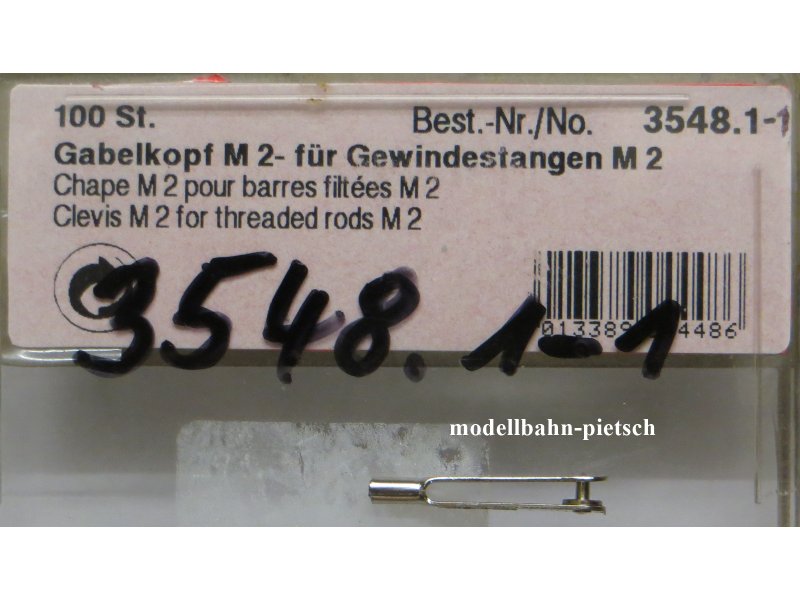 100 St. Best.-Nr./No. 3548.1-1
Gabelkopf M 2- für Gewindestangen M 2
Chape M 2 pour barres filtées M 2
Clevis M 2 for threaded rods M 2
3548.1-1
modellbahn-pietsch